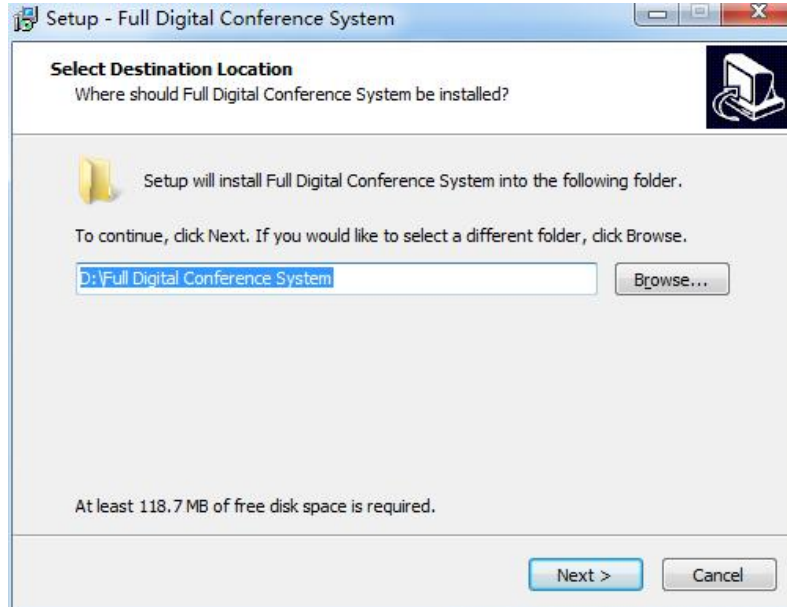 Setup - Full Digital Conference System
Select Destination Location
Where should Full Digital Conference System be installed?
Setup will install Full Digital Conference System into the following folder.
To continue, click Next. If you would like to select a different folder, click Browse.
D:\Full Digital Conference System
Browse...
At least 118.7 MB of free disk space is required.
Next >
Cancel